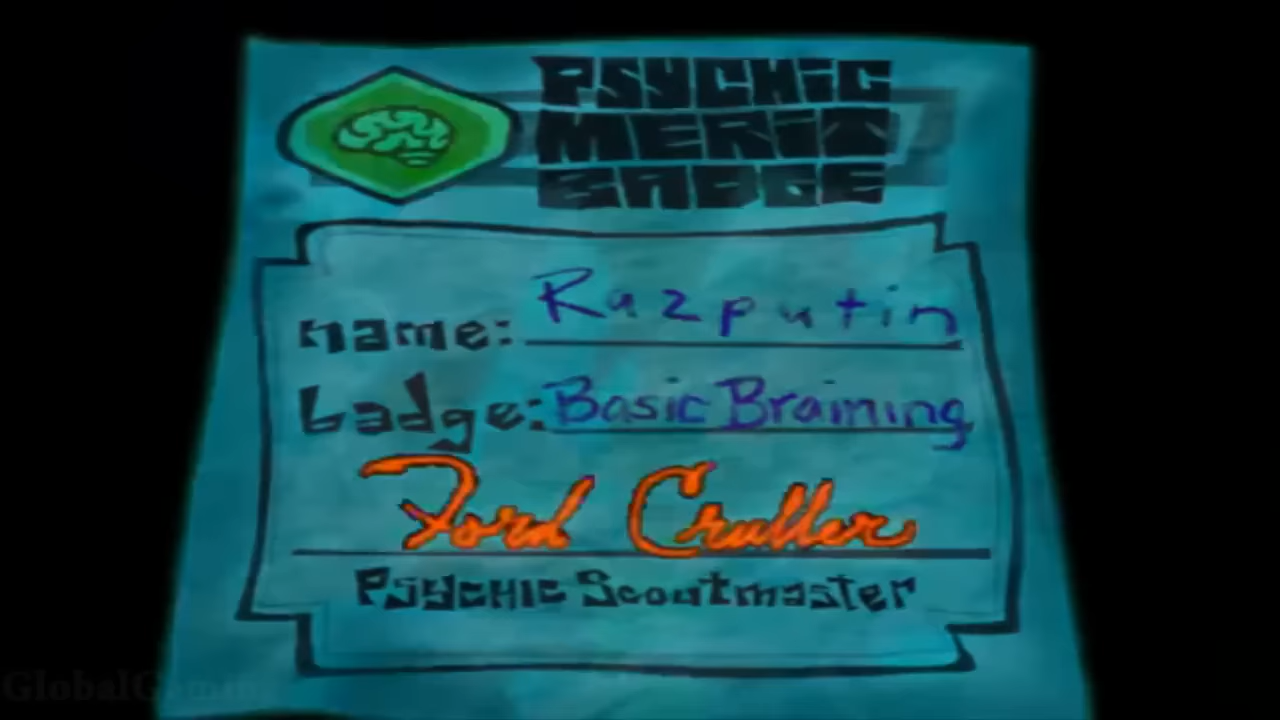 PSYCHIC
MERIT
BADGE
name: Razputin
badge: Basic Braining
Ford Cruller
Psychic Scoutmaster